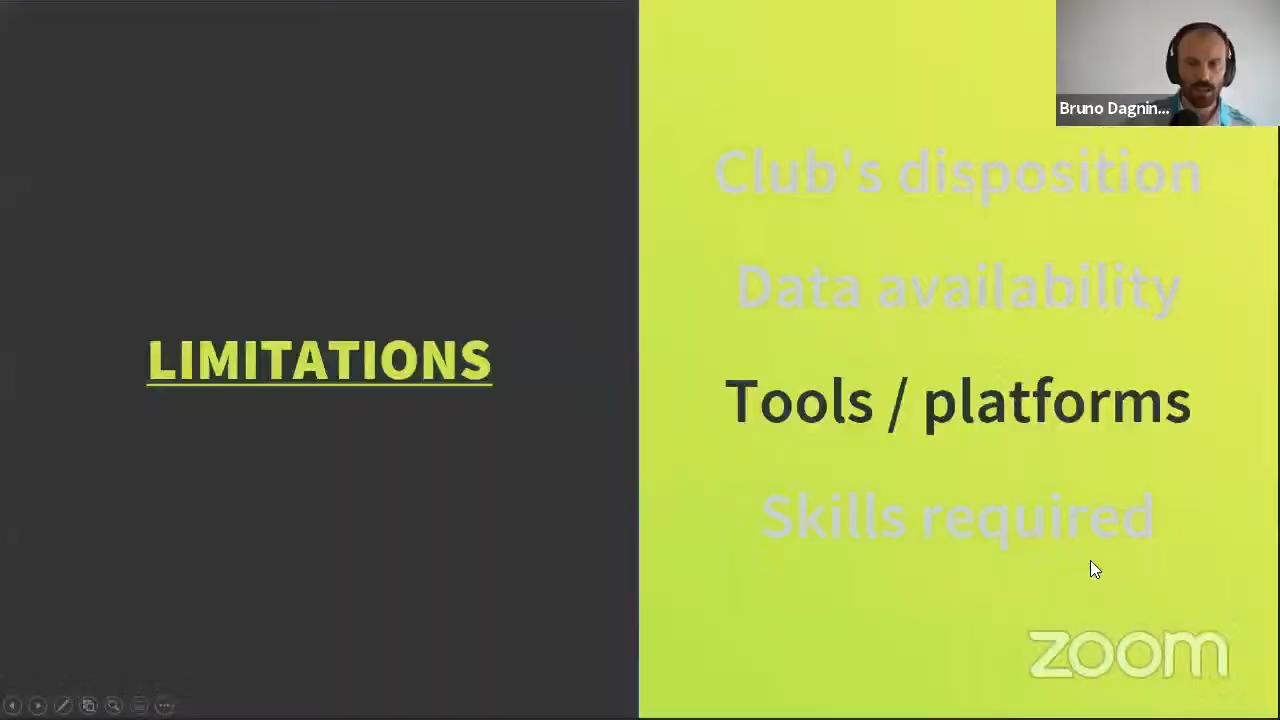 Bruno Dagnin...
Club's disposition
Data availability
LIMITATIONS
Tools / platforms
Skills required
zoom